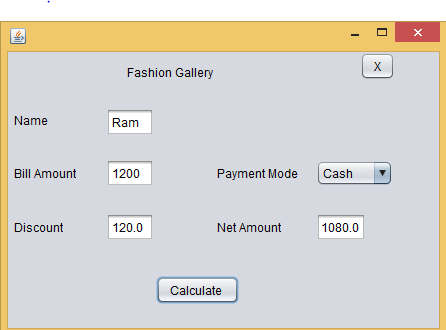 Fashion Gallery X
Name Ram
Bill Amount 1200 Payment Mode Cash
Discount 120.0 Net Amount 1080.0
Calculate